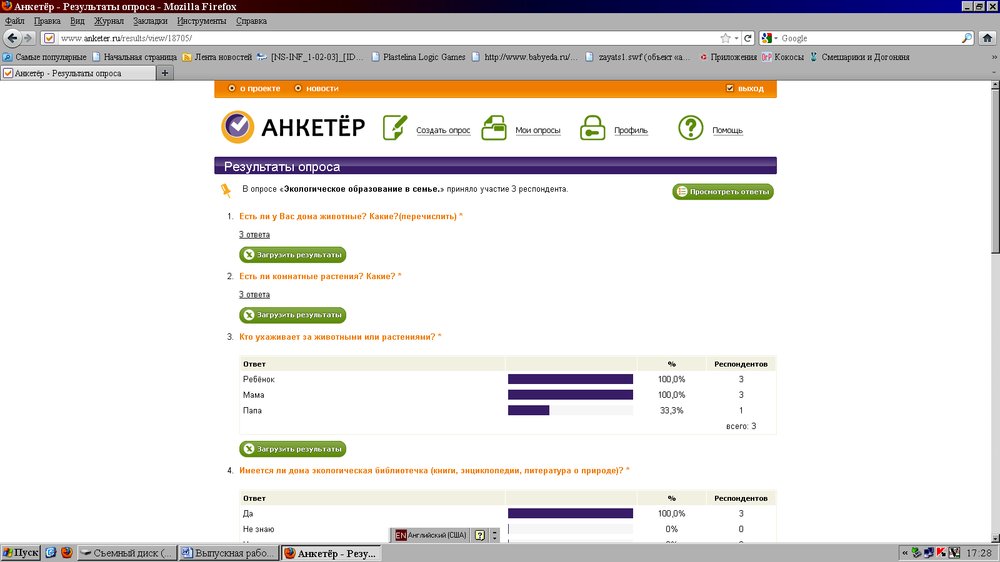 Анкетёр - Результаты опроса - Mozilla Firefox
Файл Правка Вид Журнал Закладки Инструменты Справка
www.anketer.ru/results/view/18705/ Google
Самые популярные Начальная страница Лента новостей [NS-INF_1-02-03]_[ID... Plastelina Logic Games http://www.babyeda.ru/... zayats1.swf (объект «а... Приложения Кокосы Смешарики и Догоняня »
Анкетёр - Результаты опроса +
о проекте новости выход
АНКЕТЁР Создать опрос Мои опросы Профиль ? Помощь
Результаты опроса
В опросе «Экологическое образование в семье.» приняло участие 3 респондента. Просмотреть ответы
1. Есть ли у Вас дома животные? Какие?(перечислить) *
3 ответа
Загрузить результаты
2. Есть ли комнатные растения? Какие? *
3 ответа
Загрузить результаты
3. Кто ухаживает за животными или растениями? *
Ответ % Респондентов
Ребёнок 100,0% 3
Мама 100,0% 3
Папа 33,3% 1
всего: 3
Загрузить результаты
4. Имеется ли дома экологическая библиотечка (книги, энциклопедии, литература о природе)? *
Ответ % Респондентов
Да 100,0% 3
Не знаю 0% 0
EN Английский (США) ?
Пуск Съемный диск (... Выпускная рабо... Анкетёр - Резу... « 17:28